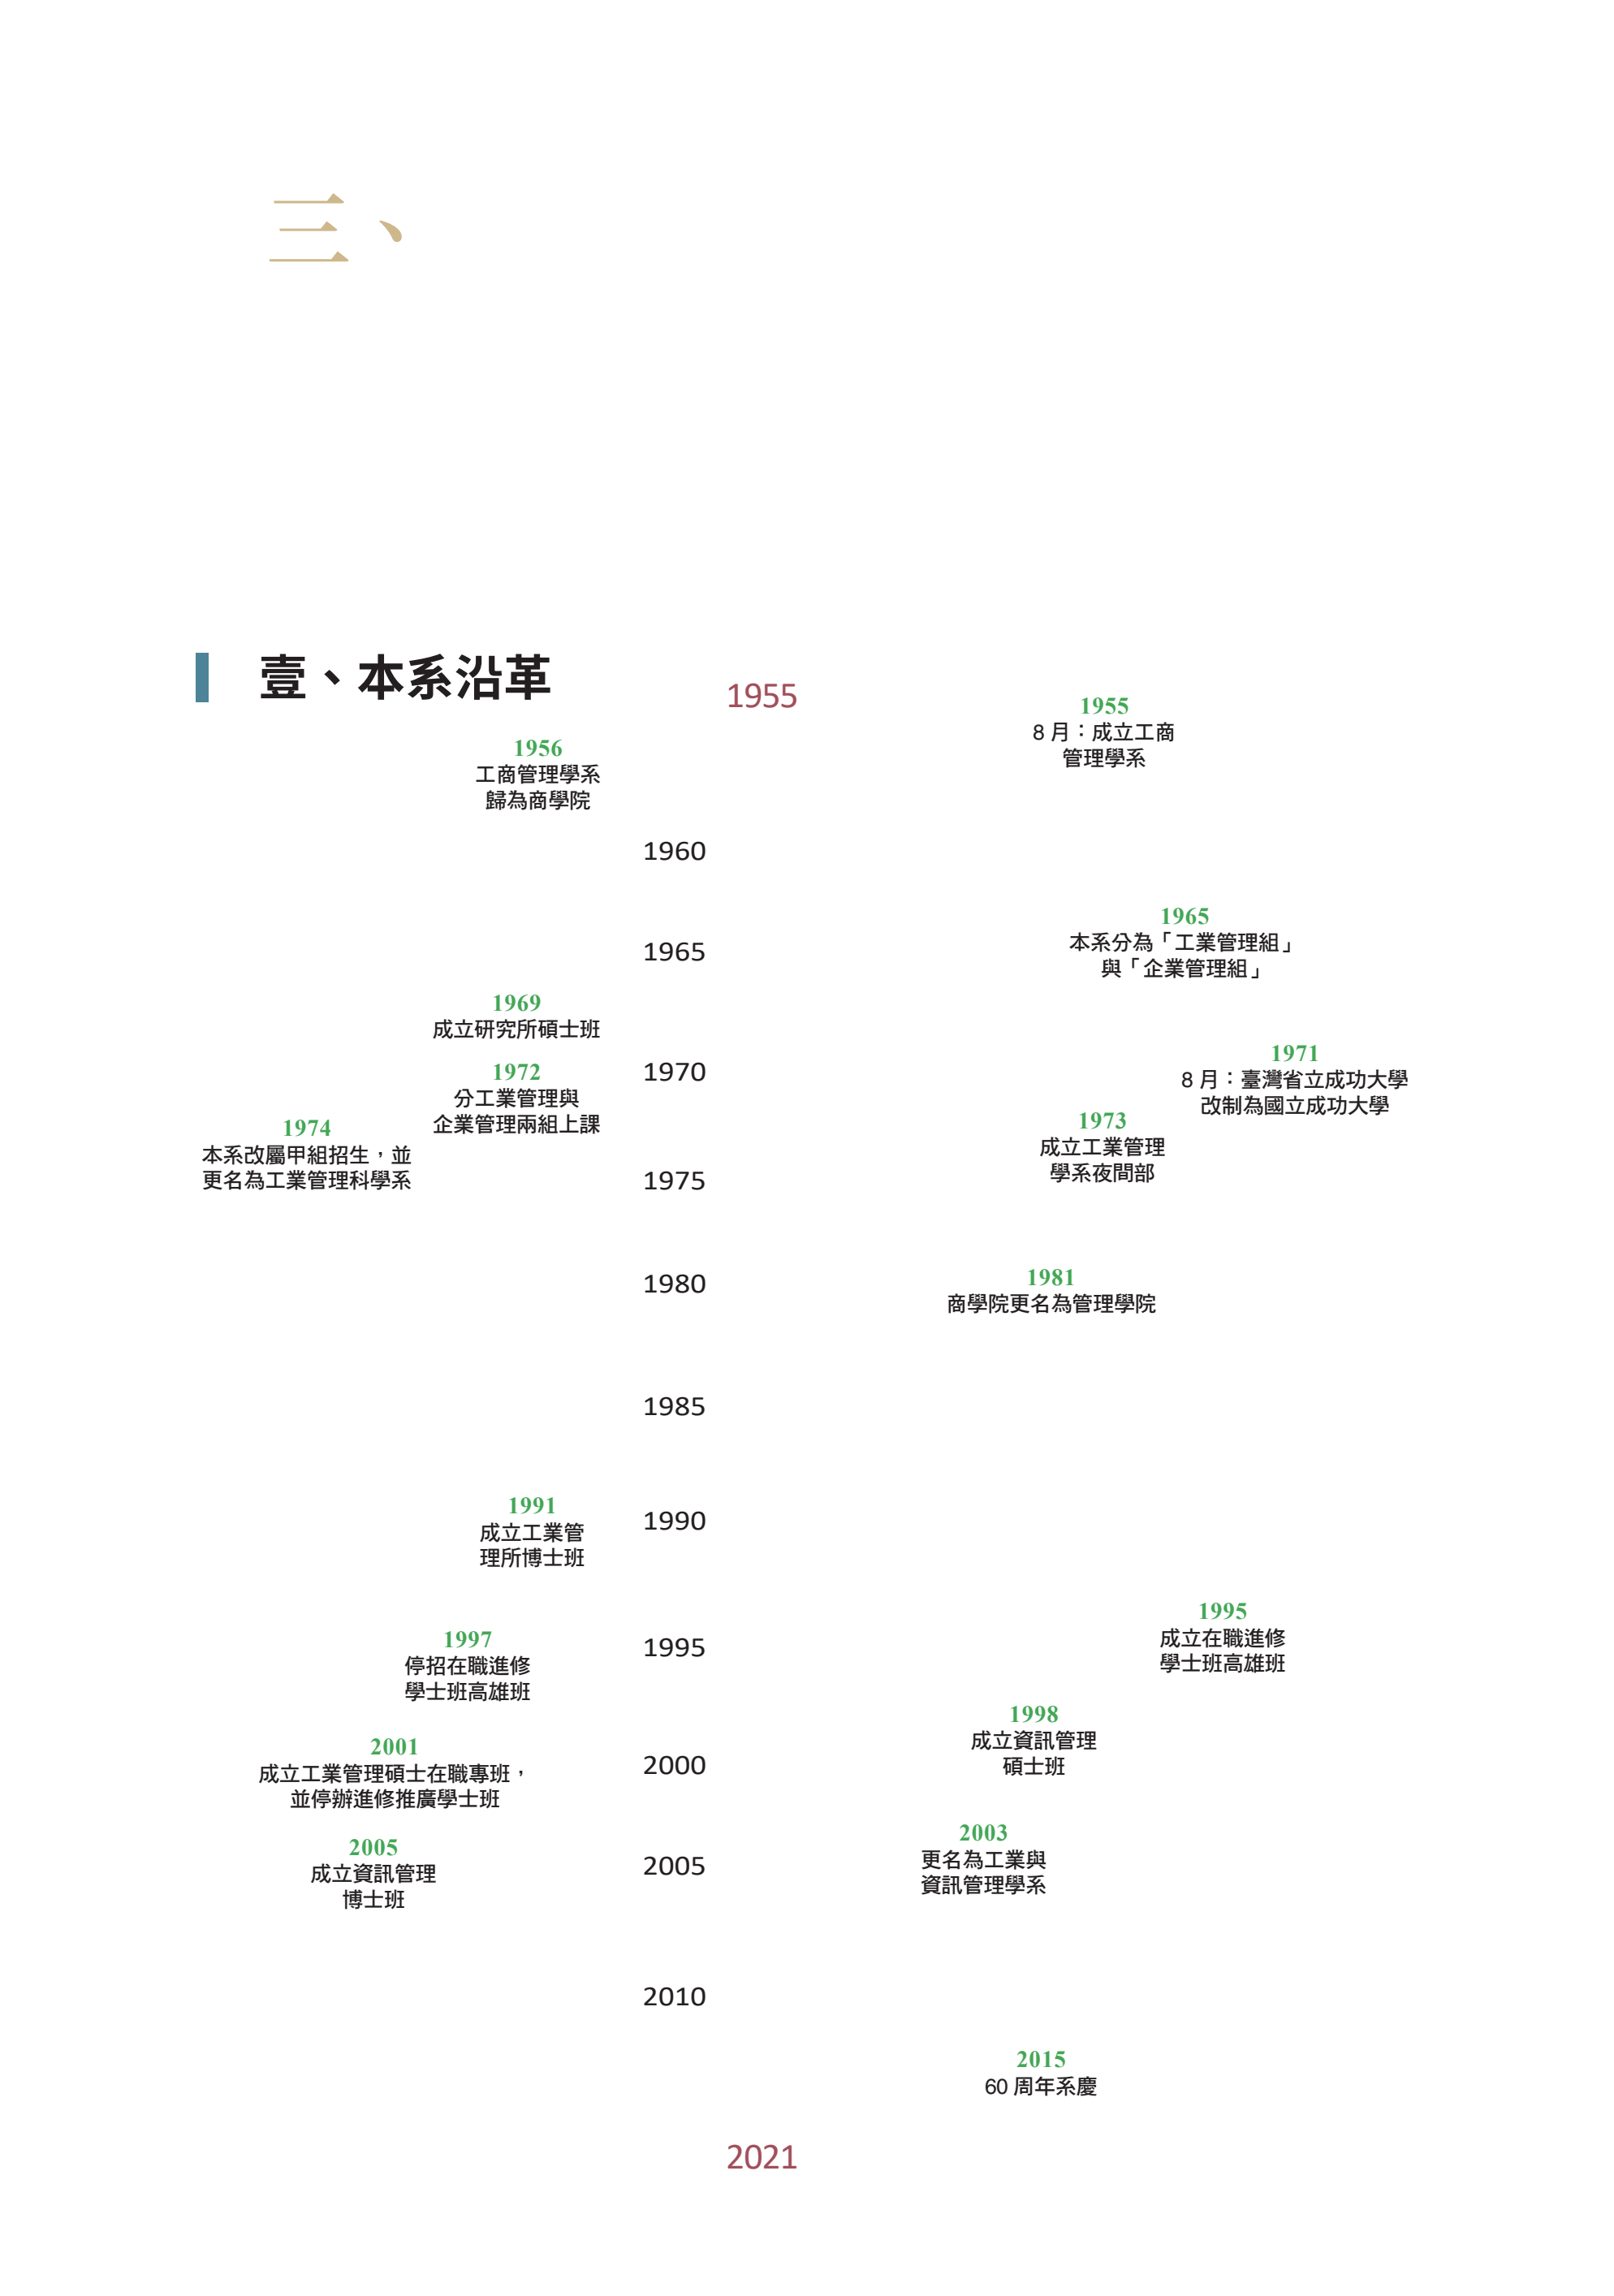 三、
壹、本系沿革
1955
1955
8 月：成立工商
管理學系
1956
工商管理學系
歸為商學院
1960
1965
本系分為「工業管理組」
與「企業管理組」
1965
1969
成立研究所碩士班
1970
1971
8 月：臺灣省立成功大學
改制為國立成功大學
1972
分工業管理與
企業管理兩組上課
1973
成立工業管理
學系夜間部
1974
本系改屬甲組招生，並
更名為工業管理科學系
1975
1980
1981
商學院更名為管理學院
1985
1990
1991
成立工業管
理所博士班
1995
1995
成立在職進修
學士班高雄班
1997
停招在職進修
學士班高雄班
1998
成立資訊管理
碩士班
2000
2001
成立工業管理碩士在職專班，
並停辦進修推廣學士班
2003
更名為工業與
資訊管理學系
2005
2005
成立資訊管理
博士班
2010
2015
60 周年系慶
2021